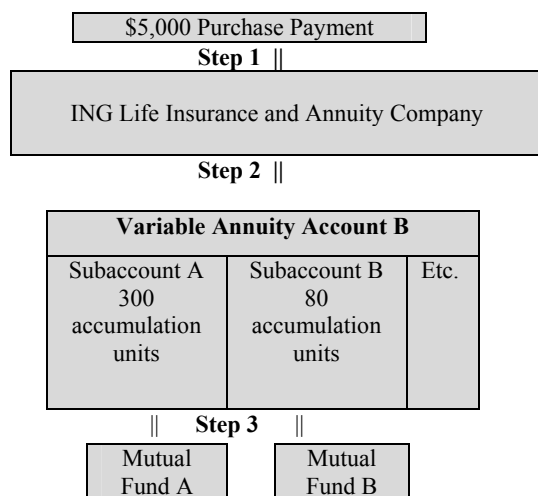 $5,000 Purchase Payment
Step 1 ||
ING Life Insurance and Annuity Company
Step 2 ||
Variable Annuity Account B
Subaccount A
300
accumulation
units
Subaccount B
80
accumulation
units
Etc.
|| Step 3 ||
Mutual
Fund A
Mutual
Fund B